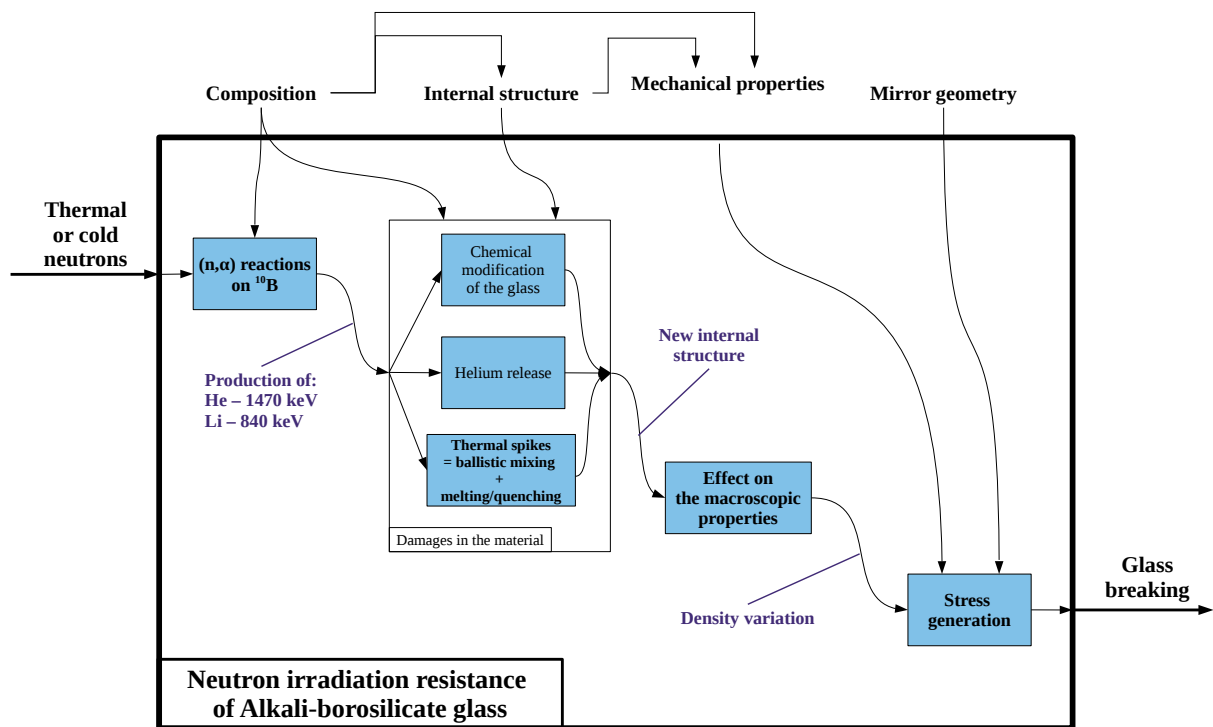 Composition
Internal structure
Mechanical properties
Mirror geometry
Thermal
or cold
neutrons
(n,α) reactions
on ¹⁰B
Production of:
He – 1470 keV
Li – 840 keV
Chemical
modification
of the glass
Helium release
Thermal spikes
= ballistic mixing
+
melting/quenching
Damages in the material
New internal
structure
Effect on
the macroscopic
properties
Density variation
Stress
generation
Glass
breaking
Neutron irradiation resistance
of Alkali-borosilicate glass